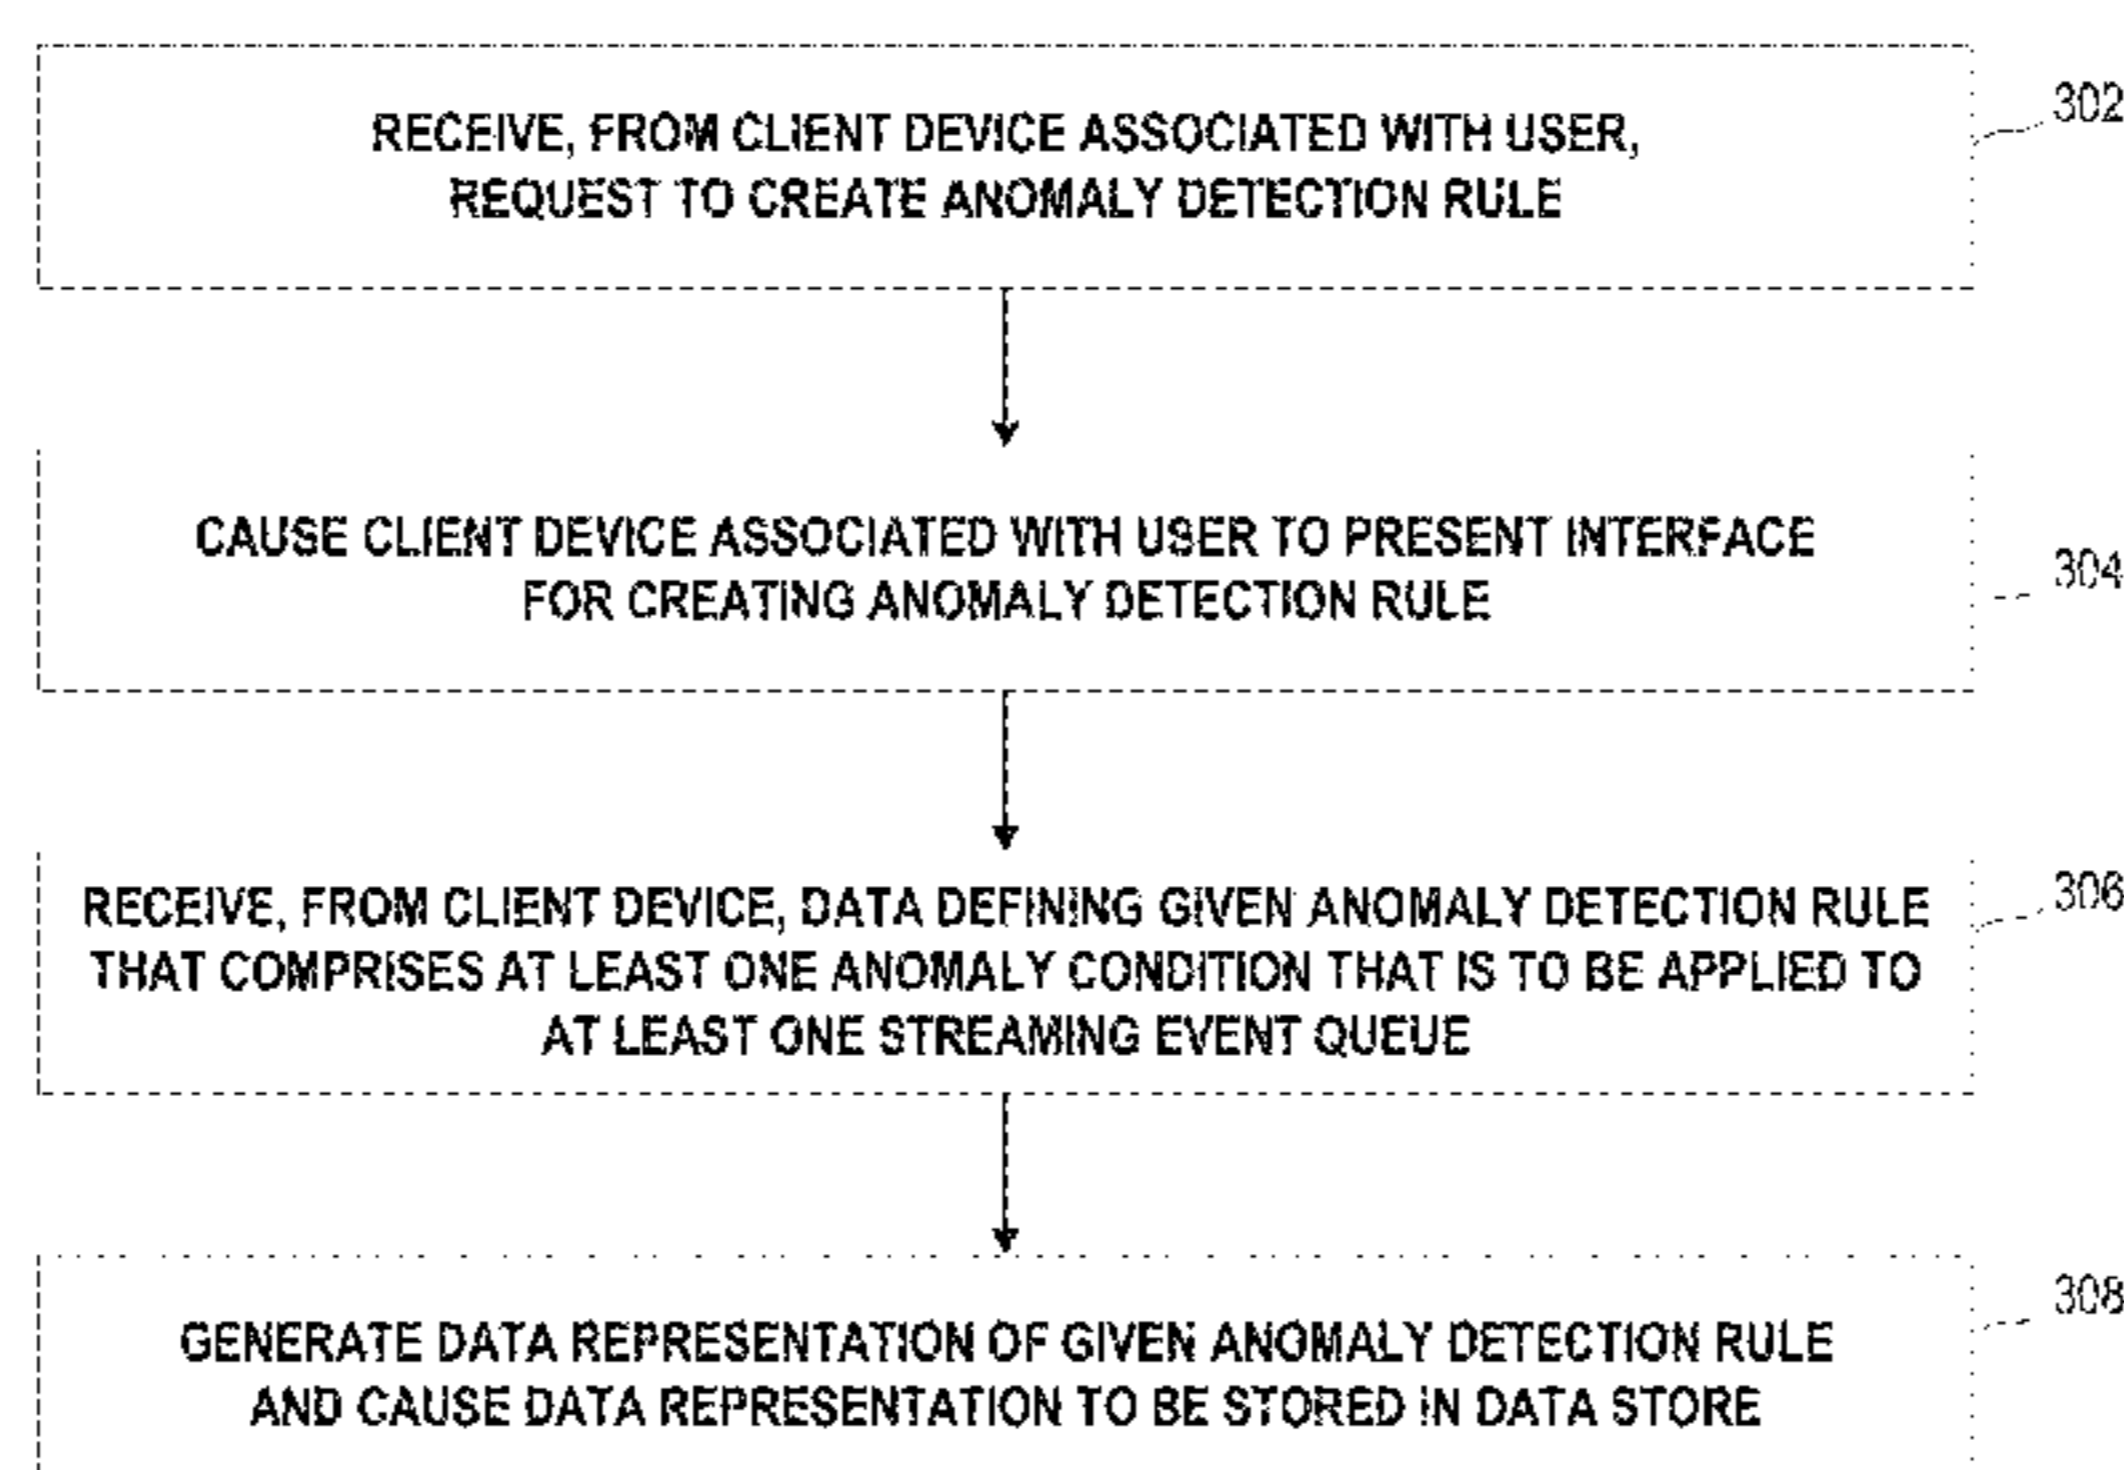 RECEIVE, FROM CLIENT DEVICE ASSOCIATED WITH USER,
REQUEST TO CREATE ANOMALY DETECTION RULE
302
CAUSE CLIENT DEVICE ASSOCIATED WITH USER TO PRESENT INTERFACE
FOR CREATING ANOMALY DETECTION RULE
304
RECEIVE, FROM CLIENT DEVICE, DATA DEFINING GIVEN ANOMALY DETECTION RULE
THAT COMPRISES AT LEAST ONE ANOMALY CONDITION THAT IS TO BE APPLIED TO
AT LEAST ONE STREAMING EVENT QUEUE
306
GENERATE DATA REPRESENTATION OF GIVEN ANOMALY DETECTION RULE
AND CAUSE DATA REPRESENTATION TO BE STORED IN DATA STORE
308